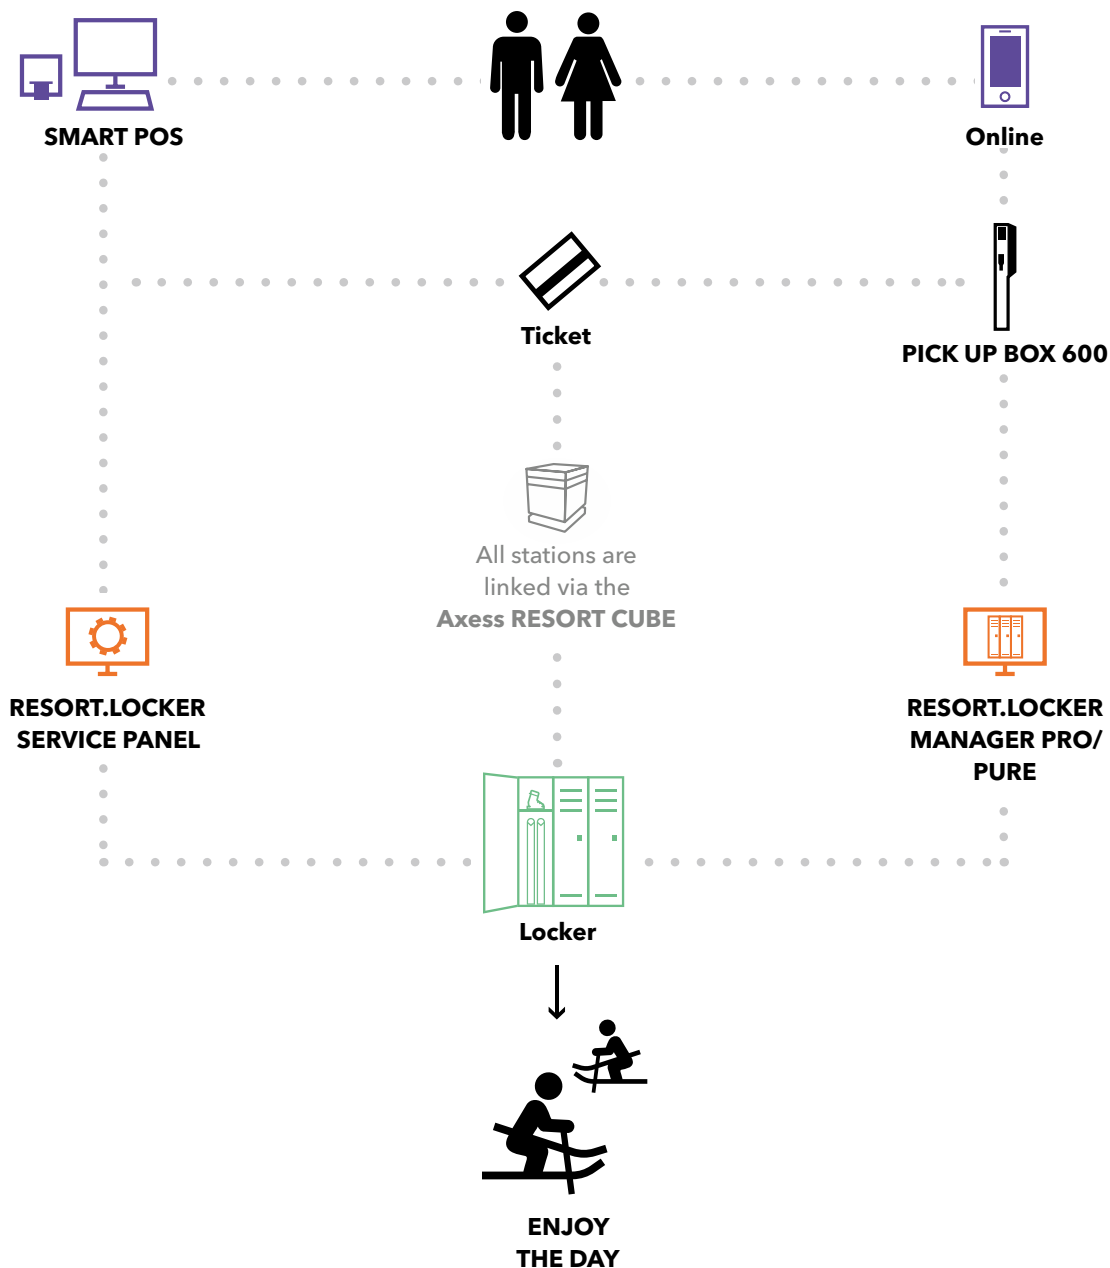 SMART POS
Online
Ticket
PICK UP BOX 600
All stations are
linked via the
Axess RESORT CUBE
RESORT.LOCKER
SERVICE PANEL
RESORT.LOCKER
MANAGER PRO/
PURE
Locker
ENJOY
THE DAY